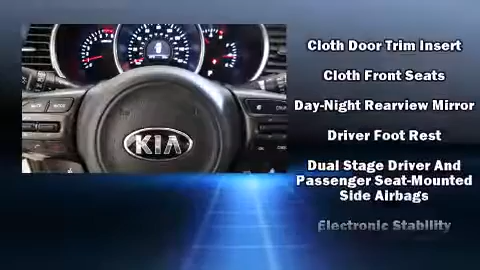 KIA
Cloth Door Trim Insert
Cloth Front Seats
Day-Night Rearview Mirror
Driver Foot Rest
Dual Stage Driver And
Passenger Seat-Mounted
Side Airbags
Electronic Stability